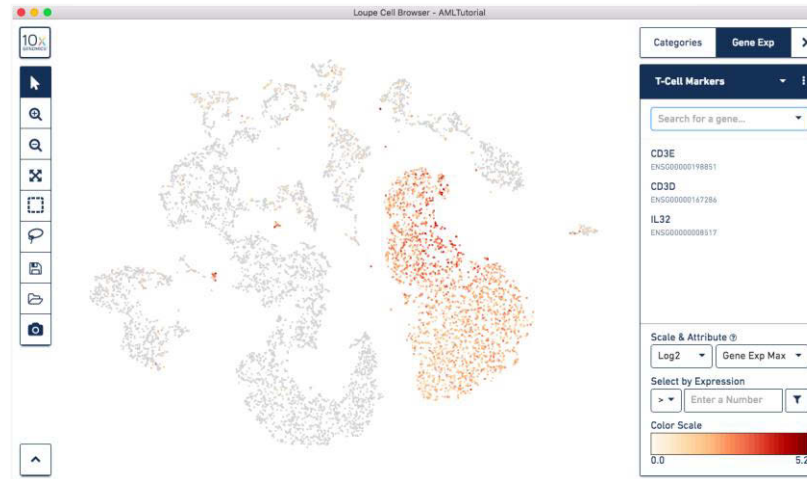 Loupe Cell Browser - AMLTutorial
10x
GENOMICS
Categories
Gene Exp
T-Cell Markers
Search for a gene...
CD3E
ENSG00000198851
CD3D
ENSG00000167286
IL32
ENSG00000008517
Scale & Attribute
Log2
Gene Exp Max
Select by Expression
>
Enter a Number
Color Scale
0.0
5.2